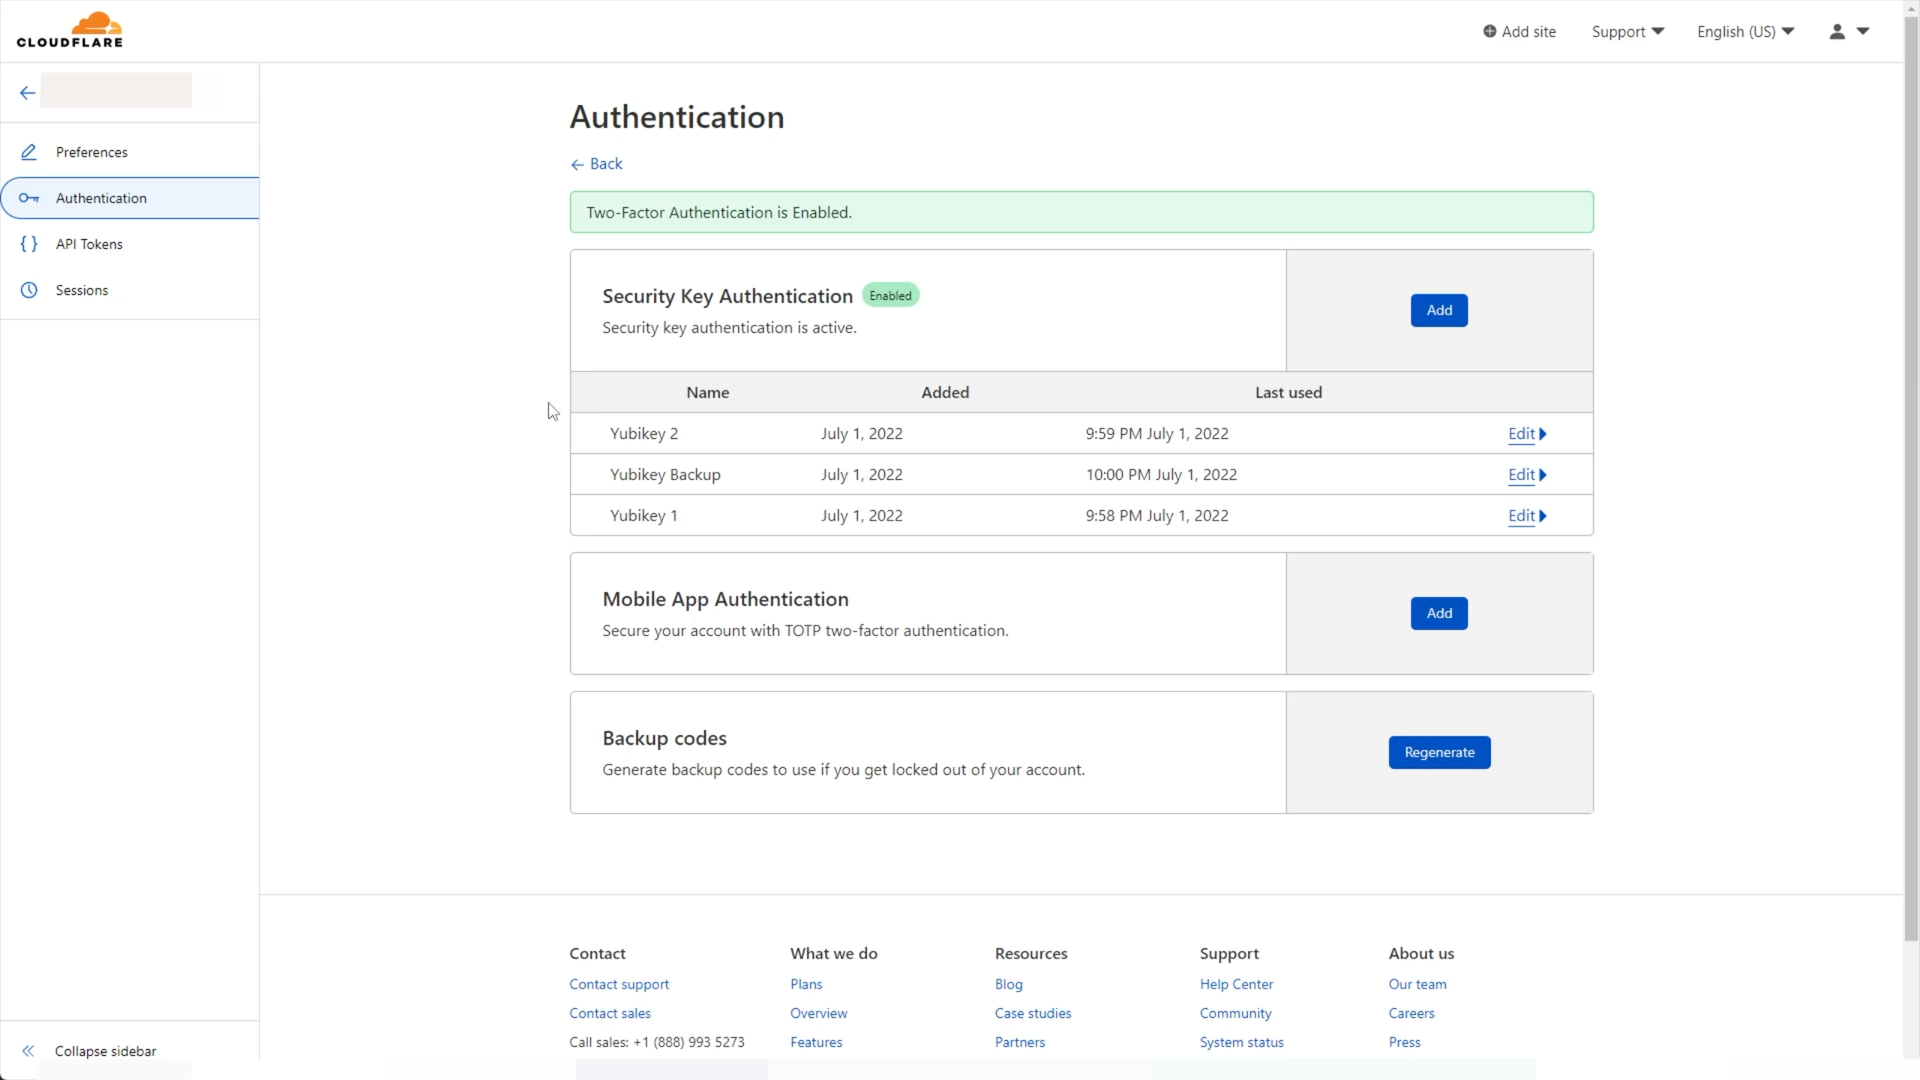 CLOUDFLARE
Add site
Support
English (US)
Preferences
Authentication
API Tokens
Sessions
Collapse sidebar
Authentication
← Back
Two-Factor Authentication is Enabled.
Security Key Authentication Enabled
Security key authentication is active.
Add
Name Added Last used
Yubikey 2 July 1, 2022 9:59 PM July 1, 2022 Edit
Yubikey Backup July 1, 2022 10:00 PM July 1, 2022 Edit
Yubikey 1 July 1, 2022 9:58 PM July 1, 2022 Edit
Mobile App Authentication
Secure your account with TOTP two-factor authentication.
Add
Backup codes
Generate backup codes to use if you get locked out of your account.
Regenerate
Contact
Contact support
Contact sales
Call sales: +1 (888) 993 5273
What we do
Plans
Overview
Features
Resources
Blog
Case studies
Partners
Support
Help Center
Community
System status
About us
Our team
Careers
Press